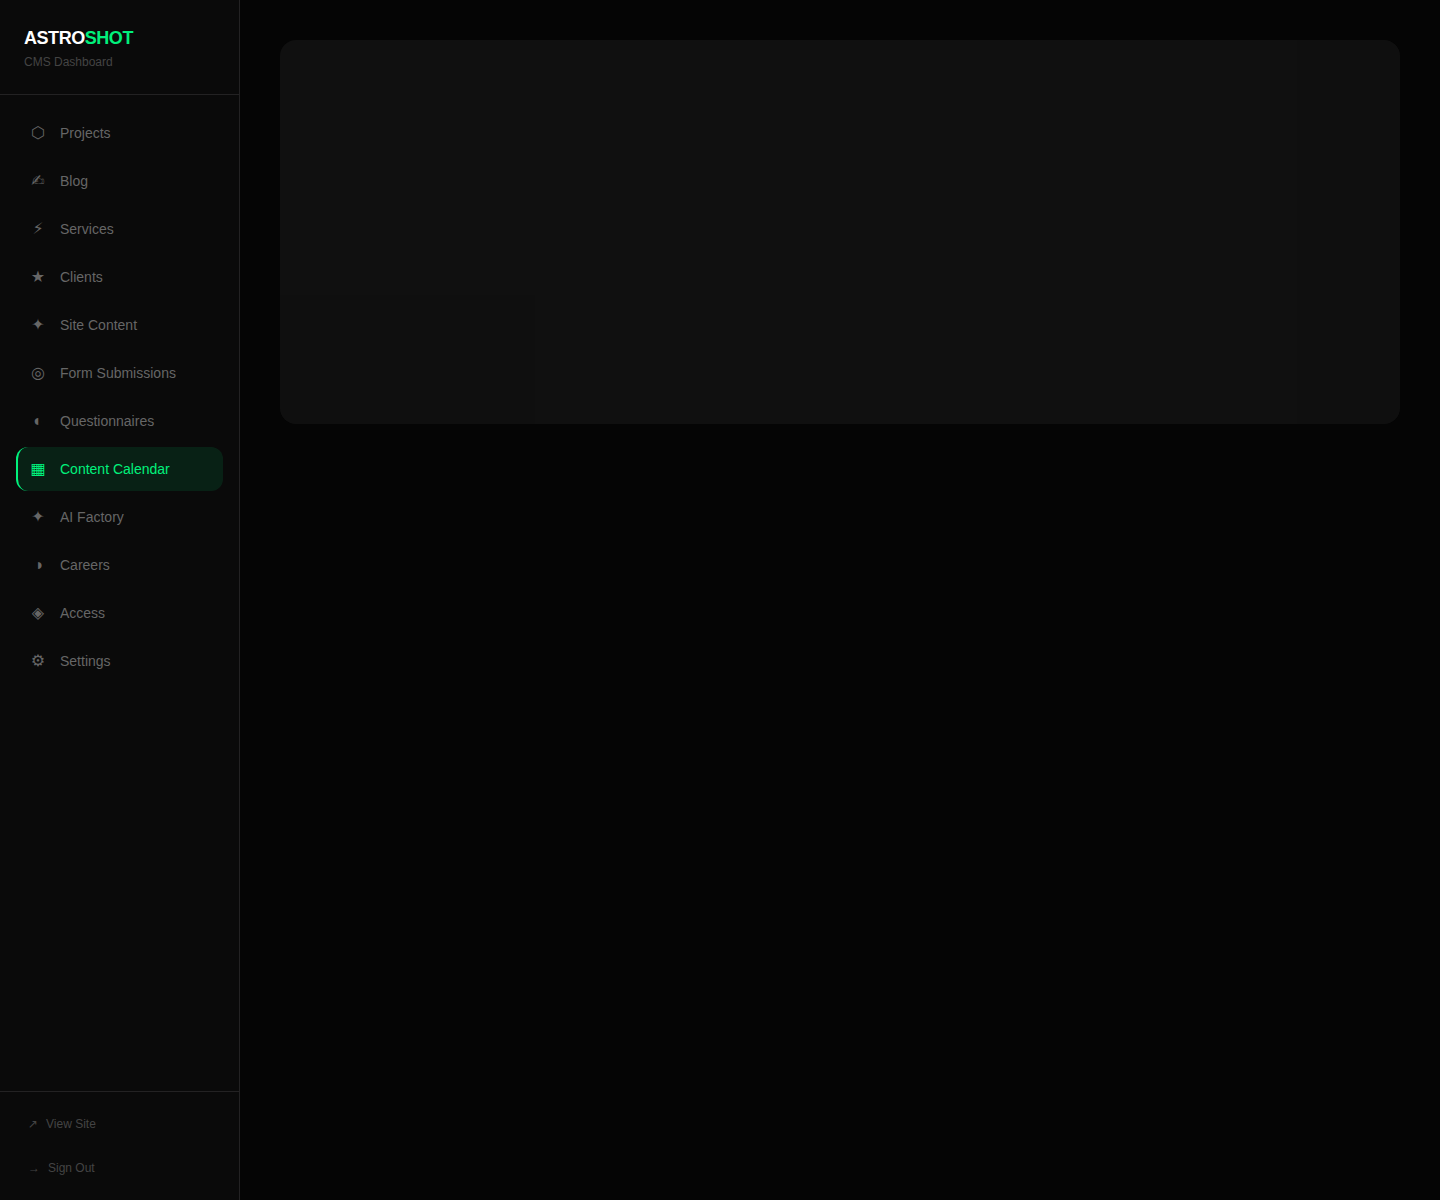 ASTROSHOT
CMS Dashboard
Projects
Blog
Services
Clients
Site Content
Form Submissions
Questionnaires
Content Calendar
AI Factory
Careers
Access
Settings
View Site
Sign Out